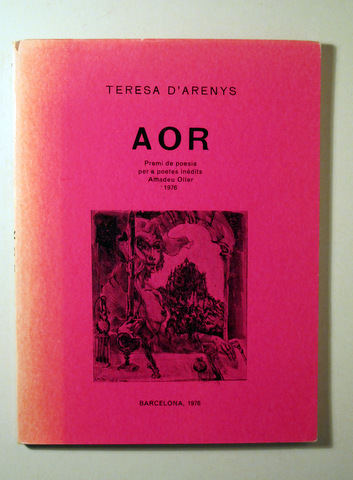 TERESA D'ARENYS
AOR
Premi de poesia
per a poetes inèdits
Amadeu Oller
1976
BARCELONA, 1976